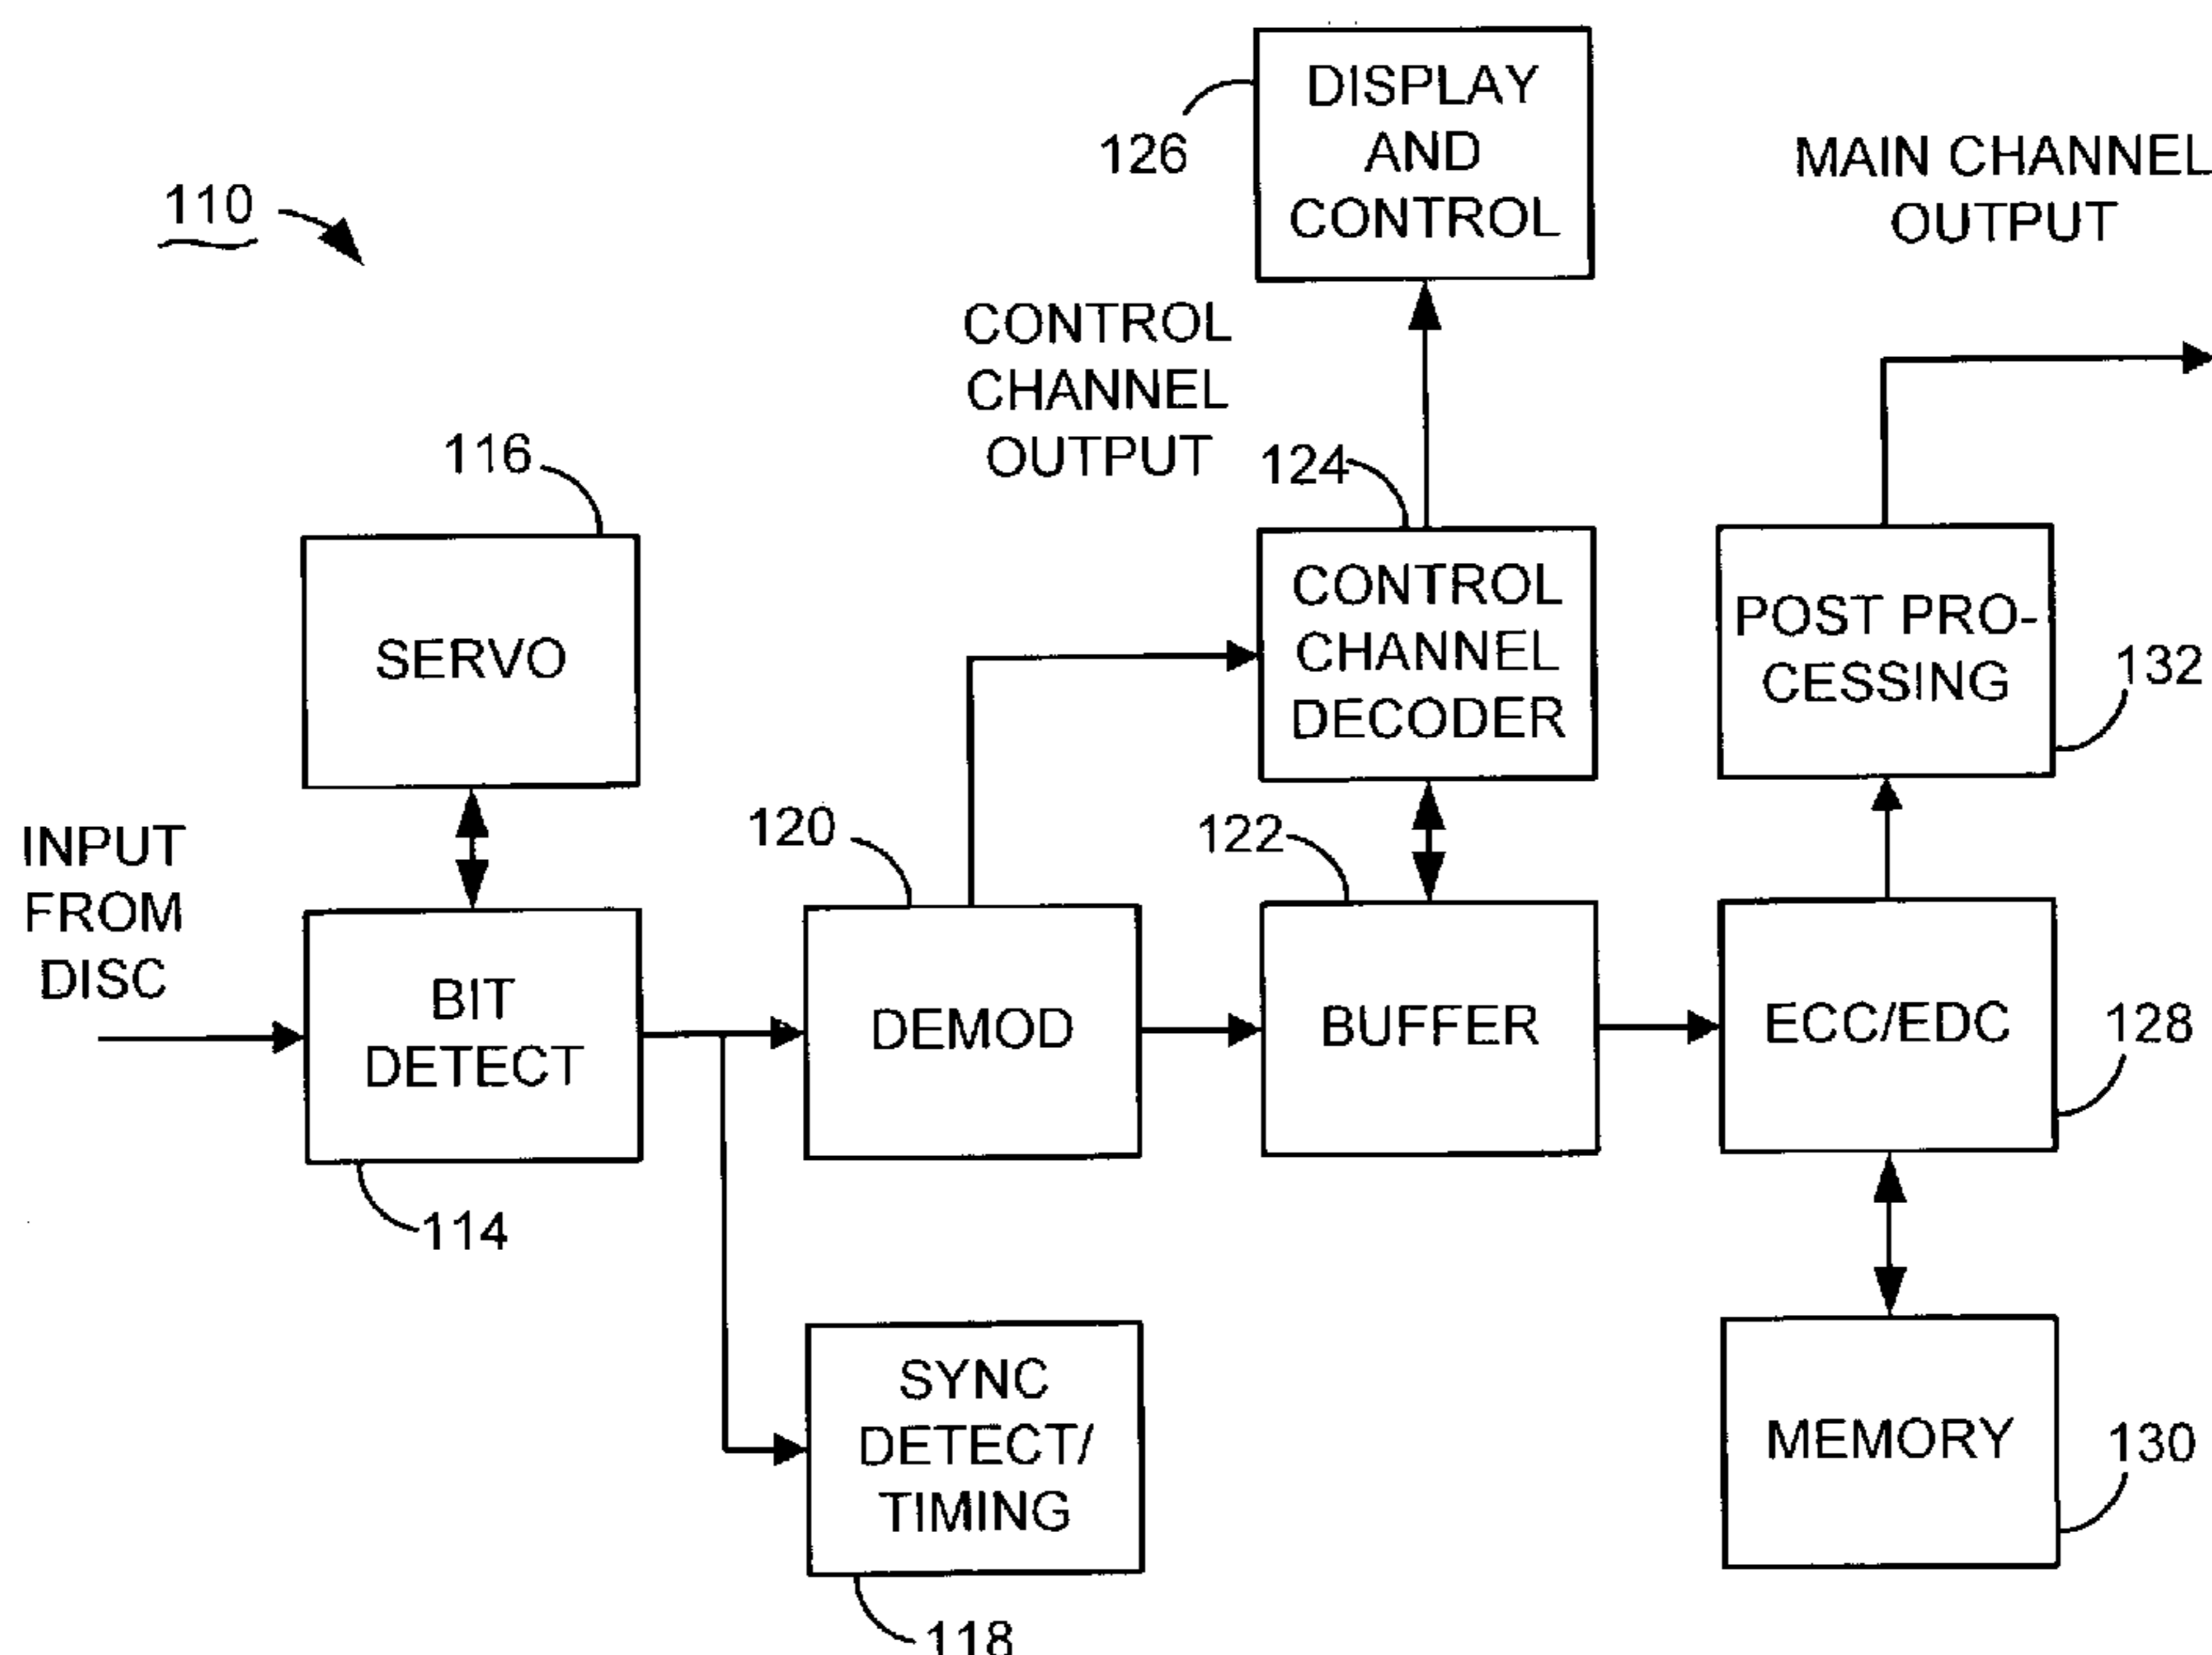 DISPLAY
AND
CONTROL
126
MAIN CHANNEL
OUTPUT
110
CONTROL
CHANNEL
OUTPUT
116
124
SERVO
CONTROL
CHANNEL
DECODER
POST PRO-
CESSING
132
INPUT
FROM
DISC
120
122
BIT
DETECT
DEMOD
BUFFER
ECC/EDC
128
114
SYNC
DETECT/
TIMING
MEMORY
130
118